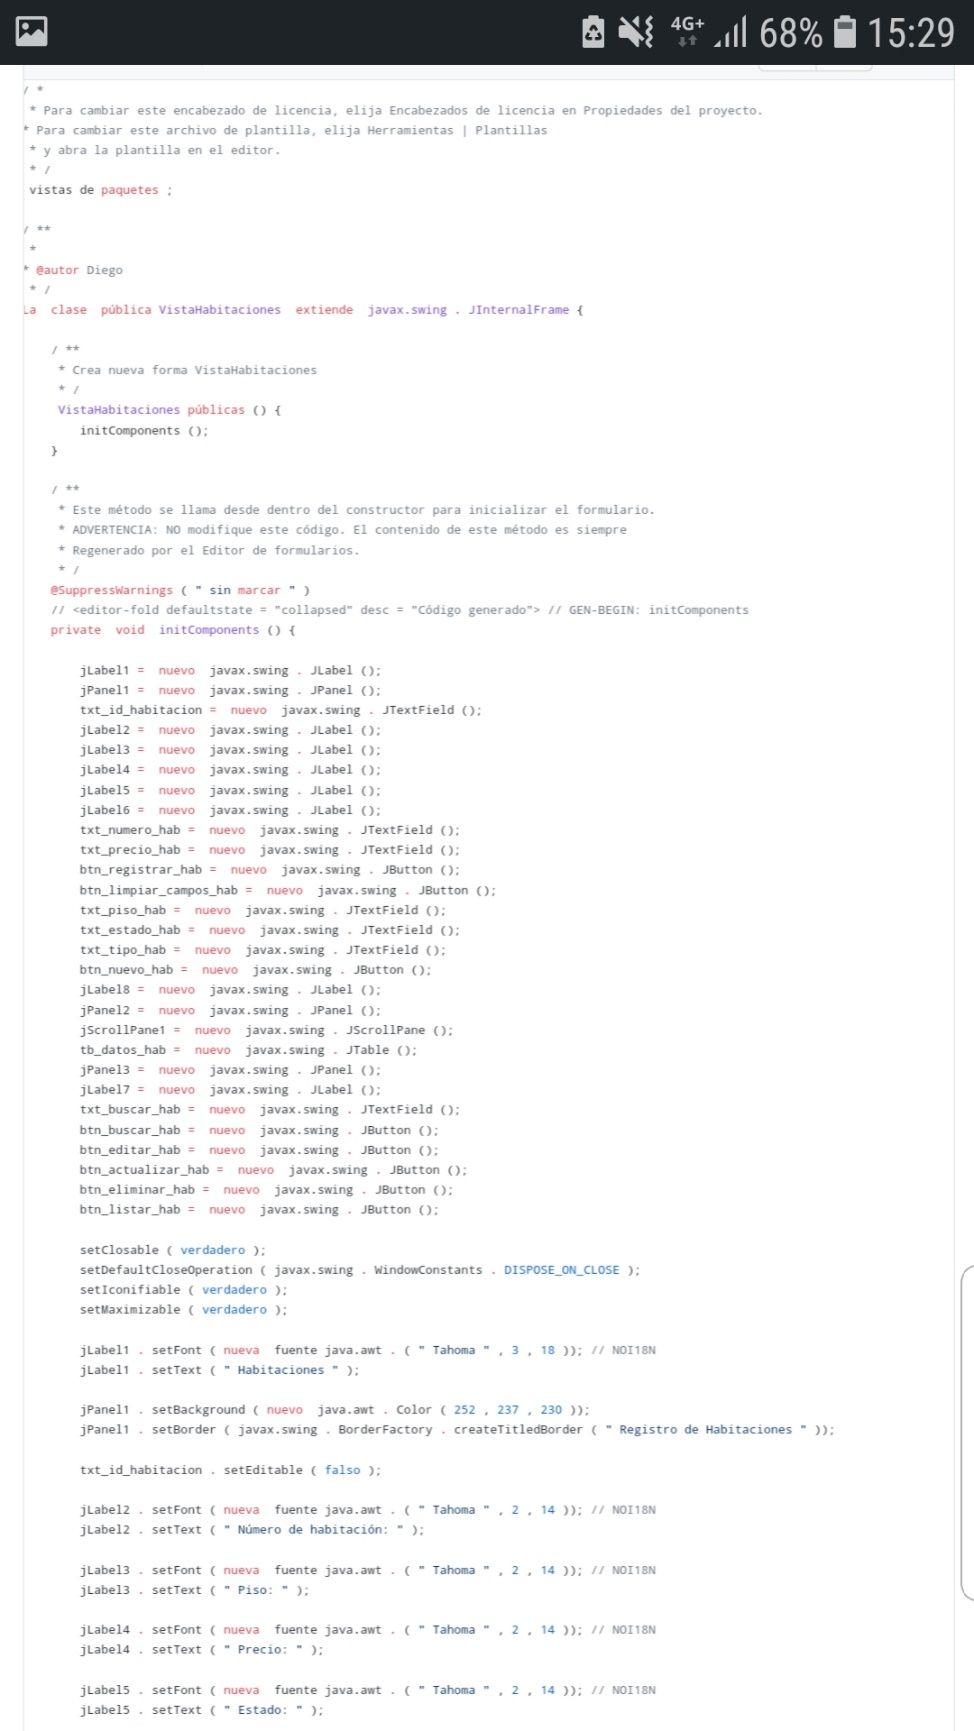 4G+ 68% 15:29
/ *
* Para cambiar este encabezado de licencia, elija Encabezados de licencia en Propiedades del proyecto.
* Para cambiar este archivo de plantilla, elija Herramientas | Plantillas
* y abra la plantilla en el editor.
* /
vistas de paquetes ;
/ **
*
* @autor Diego
* /
La clase pública VistaHabitaciones extiende javax.swing . JInternalFrame {
/ **
* Crea nueva forma VistaHabitaciones
* /
VistaHabitaciones públicas () {
initComponents ();
}
/ **
* Este método se llama desde dentro del constructor para inicializar el formulario.
* ADVERTENCIA: NO modifique este código. El contenido de este método es siempre
* Regenerado por el Editor de formularios.
* /
@SuppressWarnings ( " sin marcar " )
// <editor-fold defaultstate = "collapsed" desc = "Código generado"> // GEN-BEGIN: initComponents
private void initComponents () {
jLabel1 = nuevo javax.swing . JLabel ();
jPanel1 = nuevo javax.swing . JPanel ();
txt_id_habitacion = nuevo javax.swing . JTextField ();
jLabel2 = nuevo javax.swing . JLabel ();
jLabel3 = nuevo javax.swing . JLabel ();
jLabel4 = nuevo javax.swing . JLabel ();
jLabel5 = nuevo javax.swing . JLabel ();
jLabel6 = nuevo javax.swing . JLabel ();
txt_numero_hab = nuevo javax.swing . JTextField ();
txt_precio_hab = nuevo javax.swing . JTextField ();
btn_registrar_hab = nuevo javax.swing . JButton ();
btn_limpiar_campos_hab = nuevo javax.swing . JButton ();
txt_piso_hab = nuevo javax.swing . JTextField ();
txt_estado_hab = nuevo javax.swing . JTextField ();
txt_tipo_hab = nuevo javax.swing . JTextField ();
btn_nuevo_hab = nuevo javax.swing . JButton ();
jLabel8 = nuevo javax.swing . JLabel ();
jPanel2 = nuevo javax.swing . JPanel ();
jScrollPane1 = nuevo javax.swing . JScrollPane ();
tb_datos_hab = nuevo javax.swing . JTable ();
jPanel3 = nuevo javax.swing . JPanel ();
jLabel7 = nuevo javax.swing . JLabel ();
txt_buscar_hab = nuevo javax.swing . JTextField ();
btn_buscar_hab = nuevo javax.swing . JButton ();
btn_editar_hab = nuevo javax.swing . JButton ();
btn_actualizar_hab = nuevo javax.swing . JButton ();
btn_eliminar_hab = nuevo javax.swing . JButton ();
btn_listar_hab = nuevo javax.swing . JButton ();
setClosable ( verdadero );
setDefaultCloseOperation ( javax.swing . WindowConstants . DISPOSE_ON_CLOSE );
setIconifiable ( verdadero );
setMaximizable ( verdadero );
jLabel1 . setFont ( nueva fuente java.awt . ( " Tahoma " , 3 , 18 )); // NOI18N
jLabel1 . setText ( " Habitaciones " );
jPanel1 . setBackground ( nuevo java.awt . Color ( 252 , 237 , 230 ));
jPanel1 . setBorder ( javax.swing . BorderFactory . createTitledBorder ( " Registro de Habitaciones " ));
txt_id_habitacion . setEditable ( falso );
jLabel2 . setFont ( nueva fuente java.awt . ( " Tahoma " , 2 , 14 )); // NOI18N
jLabel2 . setText ( " Número de habitación: " );
jLabel3 . setFont ( nueva fuente java.awt . ( " Tahoma " , 2 , 14 )); // NOI18N
jLabel3 . setText ( " Piso: " );
jLabel4 . setFont ( nueva fuente java.awt . ( " Tahoma " , 2 , 14 )); // NOI18N
jLabel4 . setText ( " Precio: " );
jLabel5 . setFont ( nueva fuente java.awt . ( " Tahoma " , 2 , 14 )); // NOI18N
jLabel5 . setText ( " Estado: " );